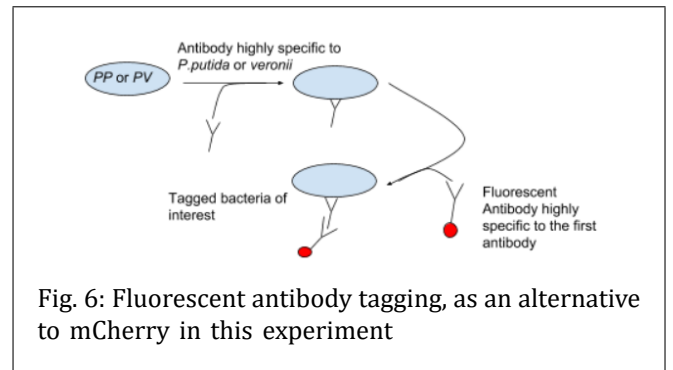 Antibody highly specific to
P.putida or veronii
PP or PV
Tagged bacteria of
interest
Fluorescent
Antibody highly
specific to the first
antibody
Fig. 6: Fluorescent antibody tagging, as an alternative
to mCherry in this experiment